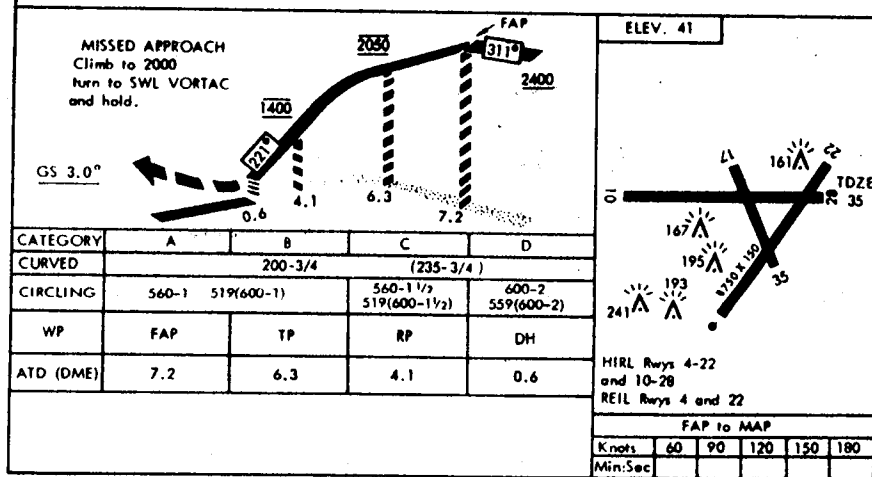 MISSED APPROACH
Climb to 2000
turn to SWL VORTAC
and hold.
FAP
311°
2400
2050
1400
221°
GS 3.0°
0.6
4.1
6.3
7.2
CATEGORY A B C D
CURVED 200-3/4 (235-3/4)
CIRCLING 560-1 519(600-1) 560-1 1/2 600-2
519(600-1 1/2) 559(600-2)
WP FAP TP RP DH
ATD (DME) 7.2 6.3 4.1 0.6
ELEV. 41
17
161
22
10
28
TDZE
35
167
195
8750 X 150
35
193
241
HIRL Rwys 4-22
and 10-28
REIL Rwys 4 and 22
FAP to MAP
Knots 60 90 120 150 180
Min:Sec